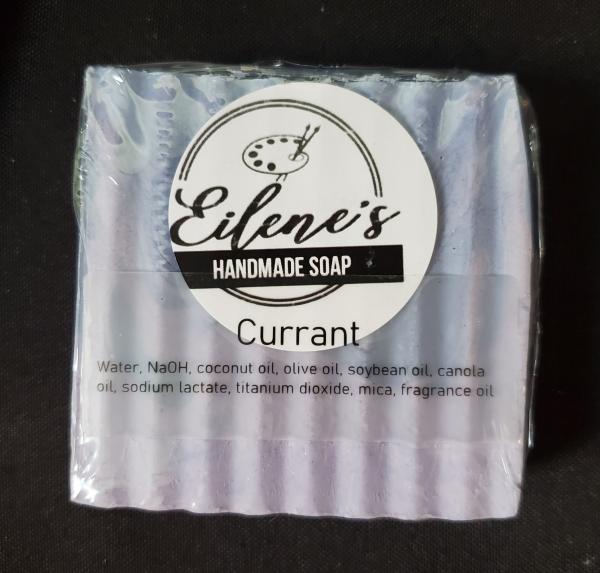 Eilene's
HANDMADE SOAP
Currant
Water, NaOH, coconut oil, olive oil, soybean oil, canola
oil, sodium lactate, titanium dioxide, mica, fragrance oil